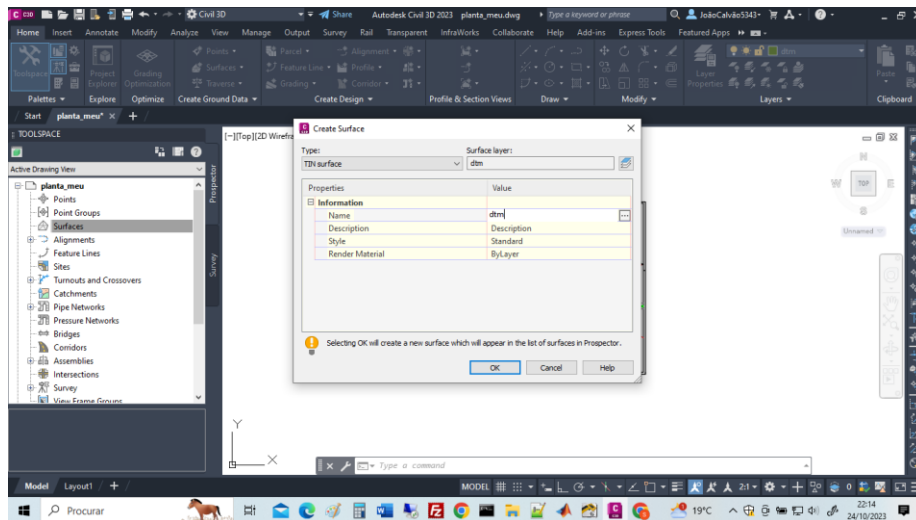 C C3D Civil 3D Share Autodesk Civil 3D 2023 planta_meu.dwg Type a keyword or phrase JoãoCalvão5343-
Home Insert Annotate Modify Analyze View Manage Output Survey Rail Transparent InfraWorks Collaborate Help Add-ins Express Tools Featured Apps
Points Parcel Alignment dtm
Toolspace Project Explorer Grading Optimization Surfaces Feature Line Profile Layer Properties Paste
Traverse Grading Corridor
Palettes Explore Optimize Create Ground Data Create Design Profile & Section Views Draw Modify Layers Clipboard
Start planta_meu*
TOOLSPACE
[-][Top][2D Wirefra
Active Drawing View
Prospector
Survey
planta_meu
Points
Point Groups
Surfaces
Alignments
Feature Lines
Sites
Turnouts and Crossovers
Catchments
Pipe Networks
Pressure Networks
Bridges
Corridors
Assemblies
Intersections
Survey
View Frame Groups
Create Surface
Type: Surface layer:
TIN surface dtm
Properties Value
Information
Name dtm
Description Description
Style Standard
Render Material ByLayer
Selecting OK will create a new surface which will appear in the list of surfaces in Prospector.
OK Cancel Help
N
W TOP E
S
Unnamed
Y
X
Type a command
Model Layout1 MODEL 2:1 0
Procurar 19°C 22:14
24/10/2023